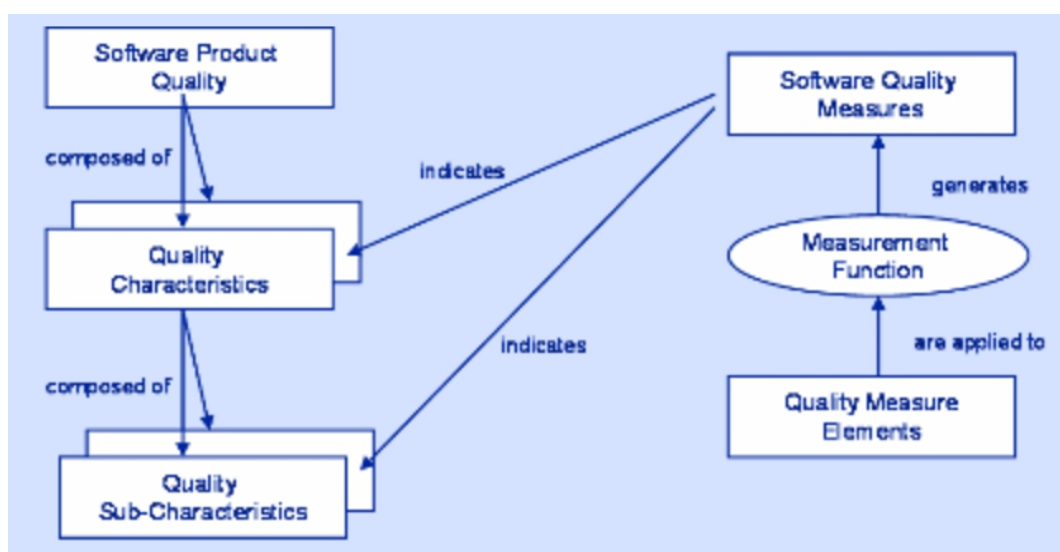 Software Product
Quality
composed of
Quality
Characteristics
composed of
Quality
Sub-Characteristics
indicates
indicates
Software Quality
Measures
generates
Measurement
Function
are applied to
Quality Measure
Elements